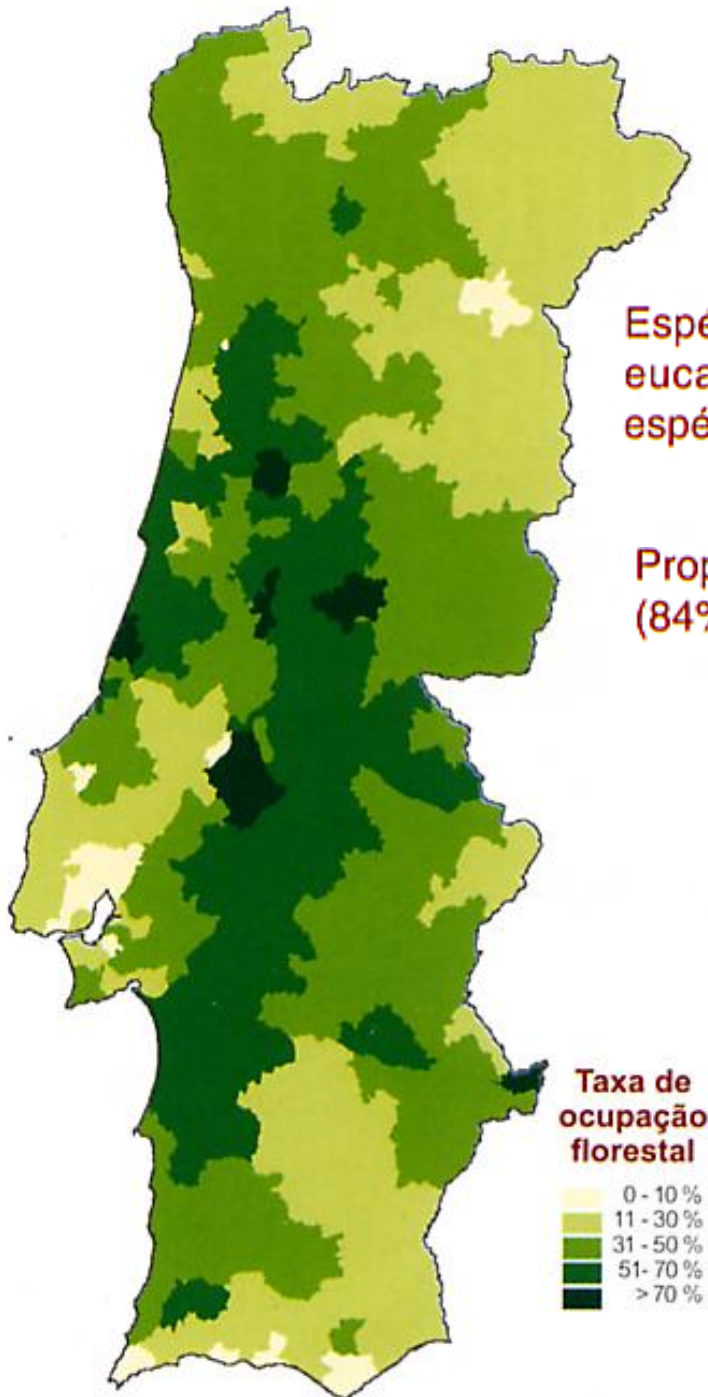 Espé
euca
espé
Prop
(84%
Taxa de
ocupação
florestal
0 - 10 %
11 - 30 %
31 - 50 %
51- 70 %
> 70 %